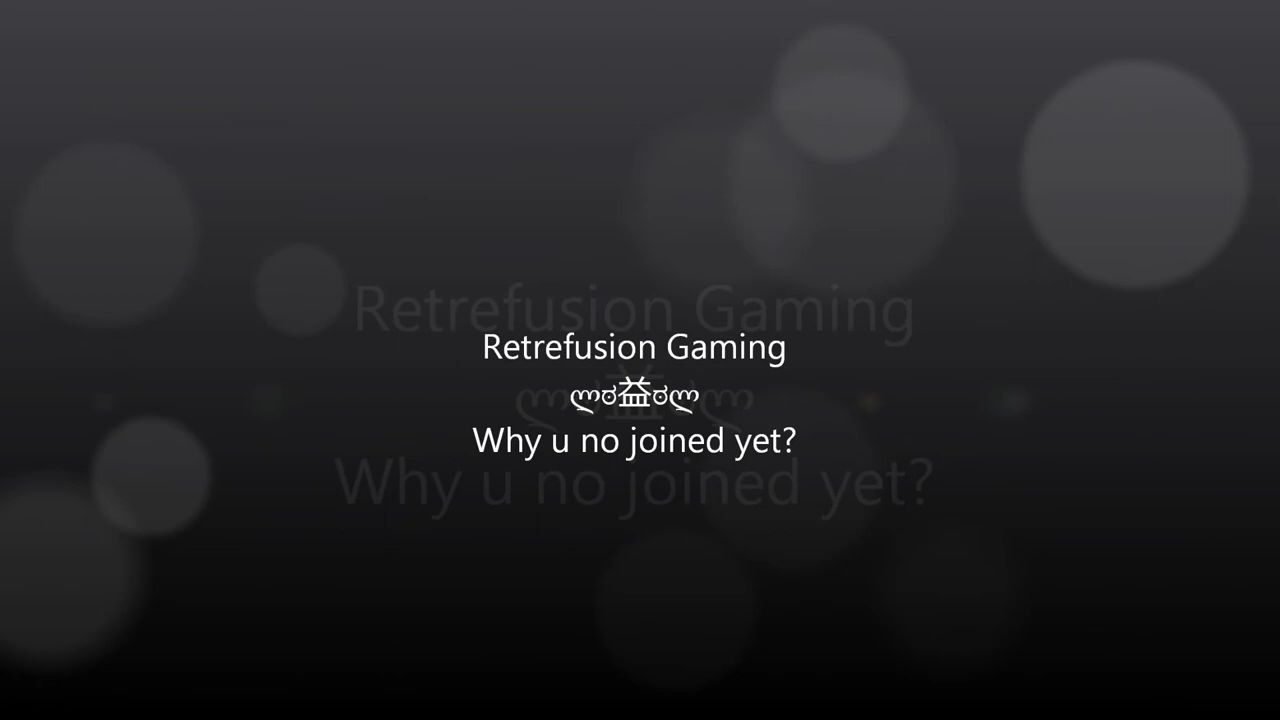 Retrefusion Gaming
ლಠ益ಠლ
Why u no joined yet?